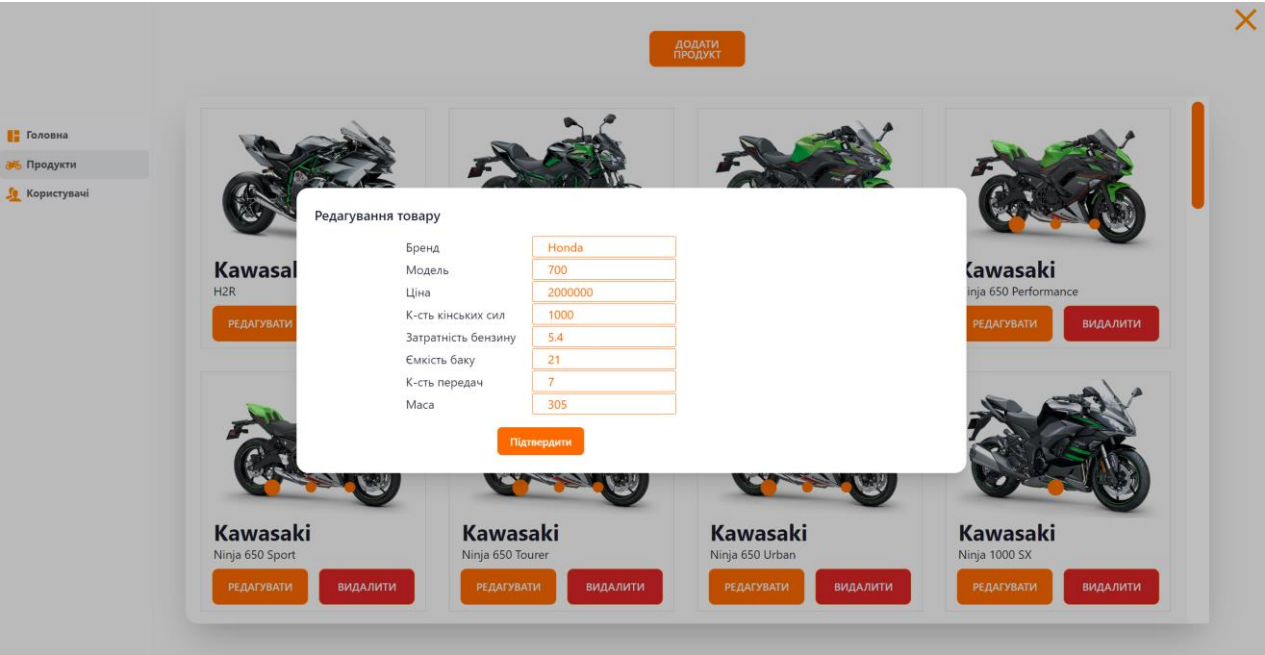 ДОДАТИ
ПРОДУКТ
Головна
Продукти
Користувачі
Редагування товару
Бренд Honda
Модель 700
Ціна 2000000
К-сть кінських сил 1000
Затратність бензину 5.4
Ємкість баку 21
К-сть передач 7
Маса 305
Підтвердити
H2R
РЕДАГУВАТИ
Kawasaki
Ninja 650 Performance
РЕДАГУВАТИ ВИДАЛИТИ
Kawasaki Kawasaki Kawasaki Kawasaki
Ninja 650 Sport Ninja 650 Tourer Ninja 650 Urban Ninja 1000 SX
РЕДАГУВАТИ ВИДАЛИТИ РЕДАГУВАТИ ВИДАЛИТИ РЕДАГУВАТИ ВИДАЛИТИ РЕДАГУВАТИ ВИДАЛИТИ